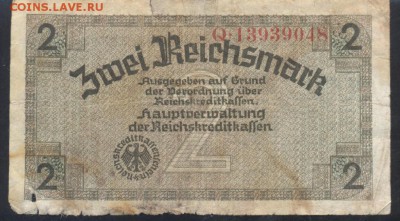 COINS.LAVE.RU
2 Q·13939048 2
Zwei Reichsmark
Ausgegeben auf Grund
der Verordnung über
Reichskreditkassen.
Hauptverwaltung
der Reichskreditkassen
2 2 2